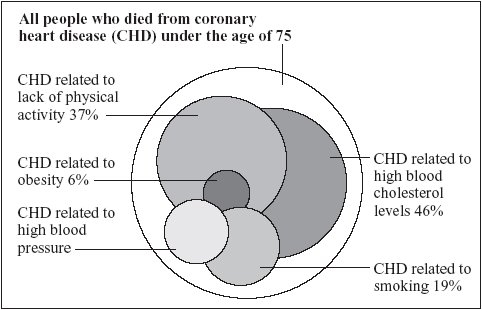 All people who died from coronary
heart disease (CHD) under the age of 75
CHD related to
lack of physical
activity 37%
CHD related to
obesity 6%
CHD related to
high blood
pressure
CHD related to
high blood
cholesterol
levels 46%
CHD related to
smoking 19%